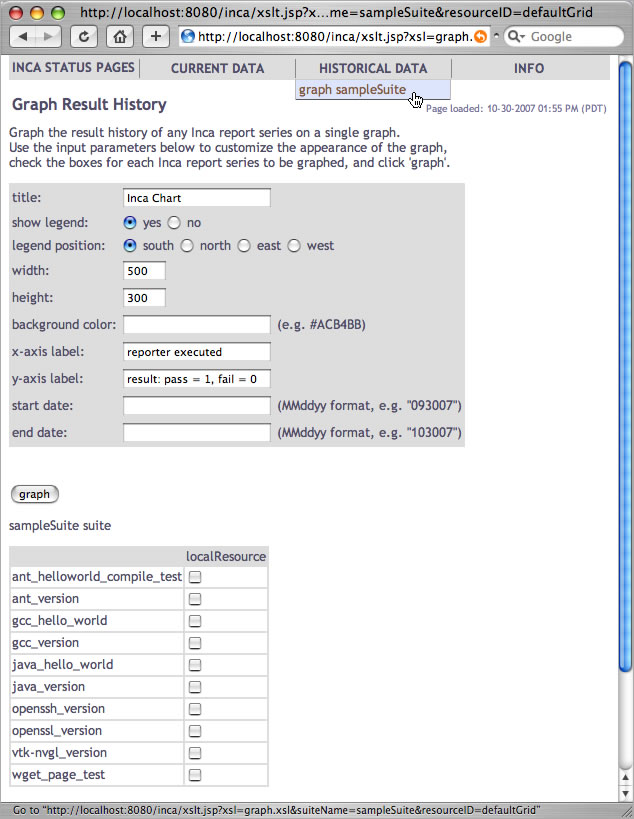 http://localhost:8080/inca/xslt.jsp?x...me=sampleSuite&resourceID=defaultGrid
http://localhost:8080/inca/xslt.jsp?xsl=graph. Google
INCA STATUS PAGES CURRENT DATA HISTORICAL DATA INFO
graph sampleSuite
Graph Result History
Page loaded: 10-30-2007 01:55 PM (PDT)
Graph the result history of any Inca report series on a single graph.
Use the input parameters below to customize the appearance of the graph,
check the boxes for each Inca report series to be graphed, and click 'graph'.
title: Inca Chart
show legend: yes no
legend position: south north east west
width: 500
height: 300
background color: (e.g. #ACB4BB)
x-axis label: reporter executed
y-axis label: result: pass = 1, fail = 0
start date: (MMddyy format, e.g. "093007")
end date: (MMddyy format, e.g. "103007")
graph
sampleSuite suite
localResource
ant_helloworld_compile_test
ant_version
gcc_hello_world
gcc_version
java_hello_world
java_version
openssh_version
openssl_version
vtk-nvgl_version
wget_page_test
Go to "http://localhost:8080/inca/xslt.jsp?xsl=graph.xsl&suiteName=sampleSuite&resourceID=defaultGrid"